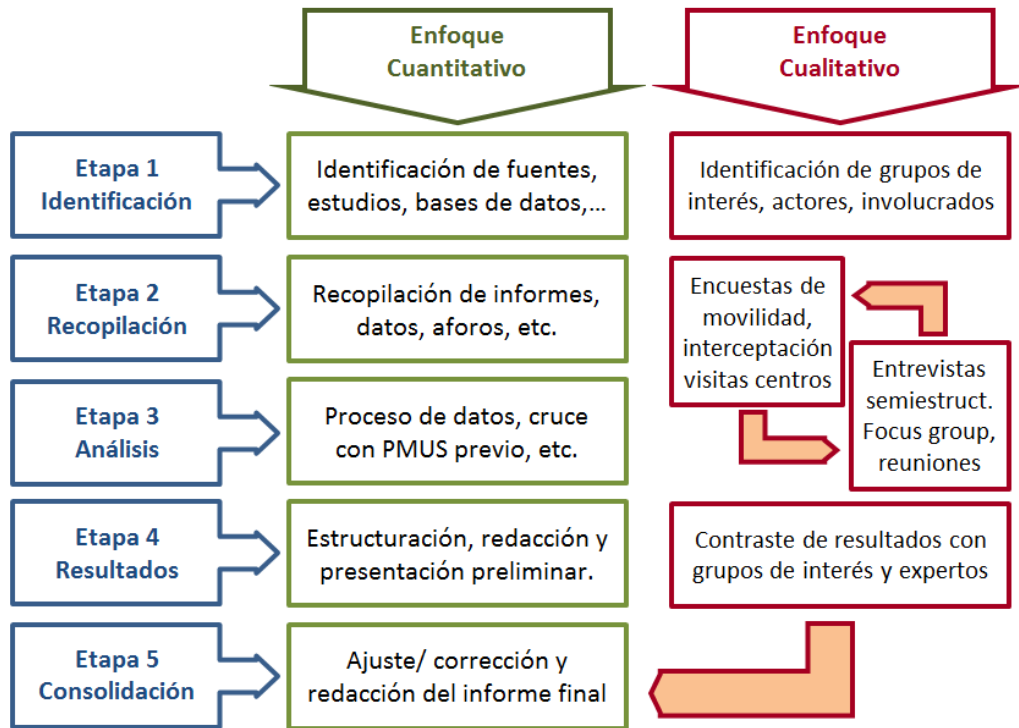 Enfoque
Cuantitativo
Enfoque
Cualitativo
Etapa 1
Identificación
Identificación de fuentes,
estudios, bases de datos,...
Identificación de grupos de
interés, actores, involucrados
Etapa 2
Recopilación
Recopilación de informes,
datos, aforos, etc.
Encuestas de
movilidad,
interceptación
visitas centros
Entrevistas
semiestruct.
Focus group,
reuniones
Etapa 3
Análisis
Proceso de datos, cruce
con PMUS previo, etc.
Etapa 4
Resultados
Estructuración, redacción y
presentación preliminar.
Contraste de resultados con
grupos de interés y expertos
Etapa 5
Consolidación
Ajuste/ corrección y
redacción del informe final